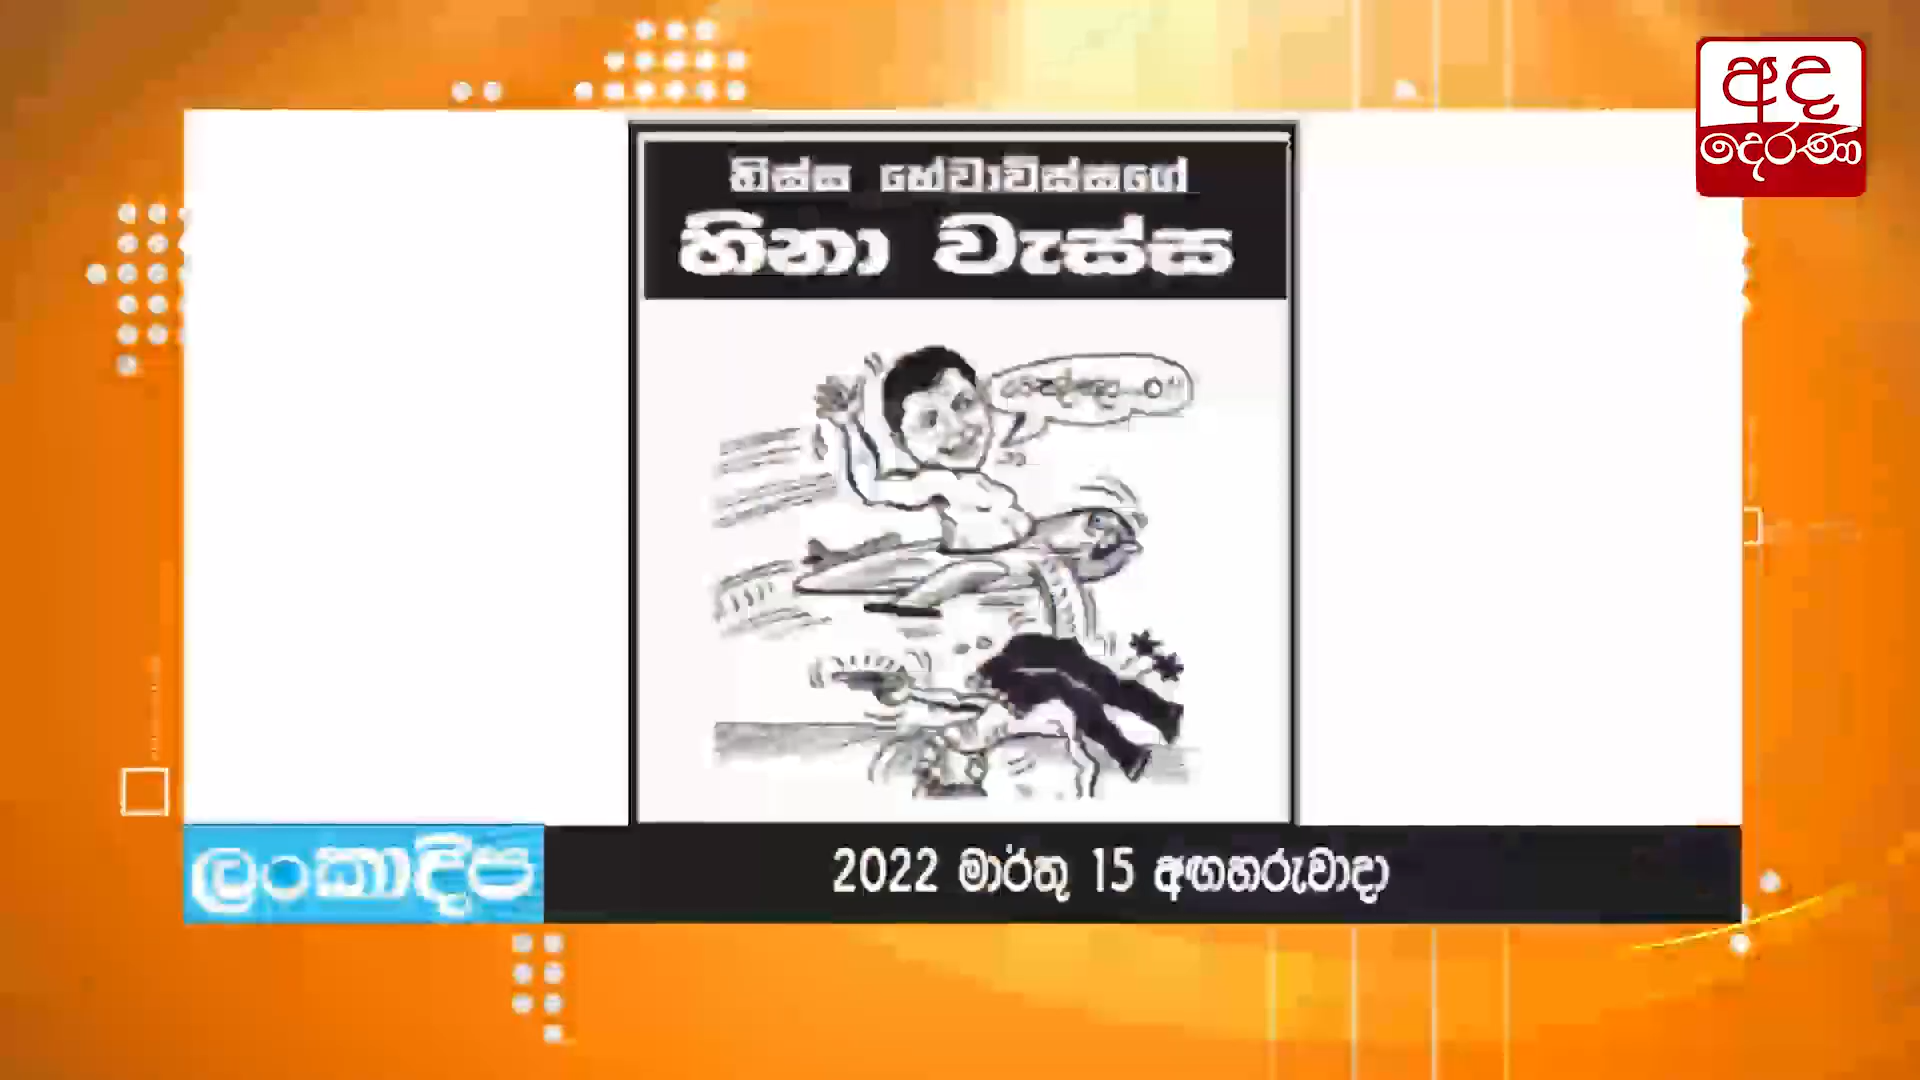 අද
දෙරණ
තිස්ස හේවාවිස්සගේ
හිනා වැස්ස
ලංකාදීප
2022 මාර්තු 15 අඟහරුවාදා